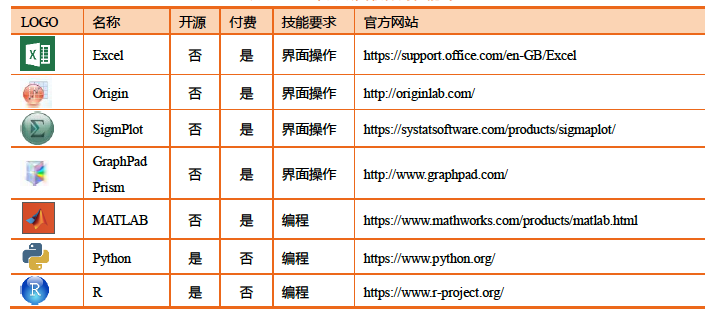 LOGO 名称 开源 付费 技能要求 官方网站
Excel 否 是 界面操作 https://support.office.com/en-GB/Excel
Origin 否 是 界面操作 http://originlab.com/
SigmPlot 否 是 界面操作 https://systatsoftware.com/products/sigmaplot/
GraphPad
Prism 否 是 界面操作 http://www.graphpad.com/
MATLAB 否 是 编程 https://www.mathworks.com/products/matlab.html
Python 是 否 编程 https://www.python.org/
R 是 否 编程 https://www.r-project.org/